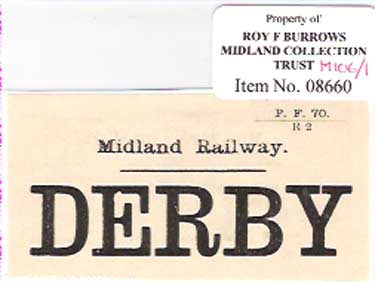 Property of
ROY F BURROWS
MIDLAND COLLECTION
TRUST M106/1
Item No. 08660
P. F. 70.
R 2
Midland Railway.
DERBY